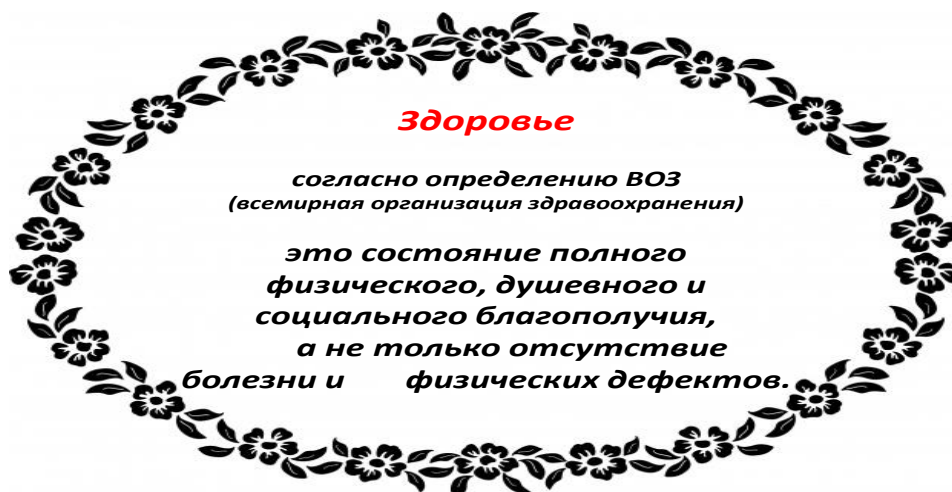 Здоровье
согласно определению ВОЗ
(всемирная организация здравоохранения)
это состояние полного
физического, душевного и
социального благополучия,
а не только отсутствие
болезни и физических дефектов.